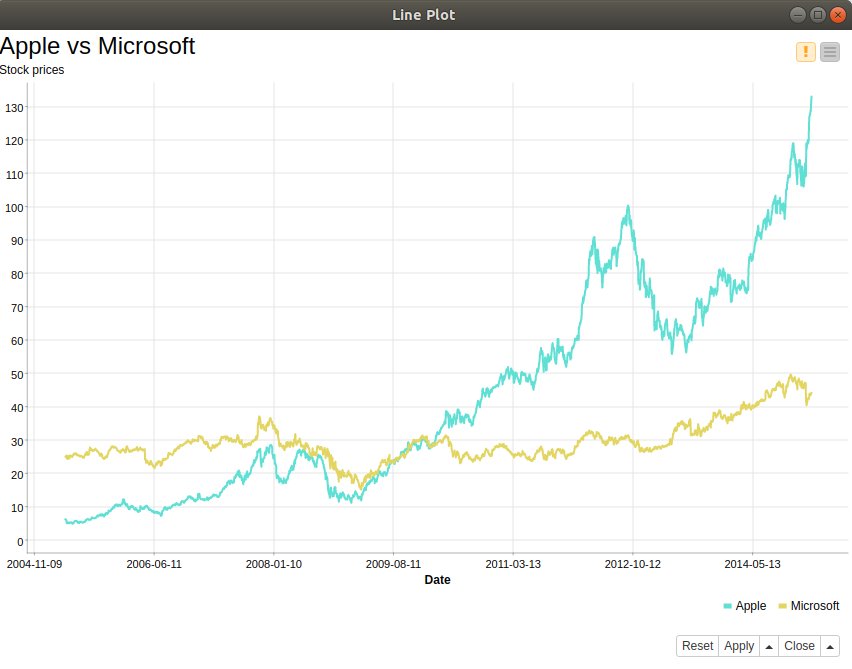 Line Plot
Apple vs Microsoft
Stock prices
!
130
120
110
100
90
80
70
60
50
40
30
20
10
0
2004-11-09 2006-06-11 2008-01-10 2009-08-11 2011-03-13 2012-10-12 2014-05-13
Date
Apple Microsoft
Reset Apply Close